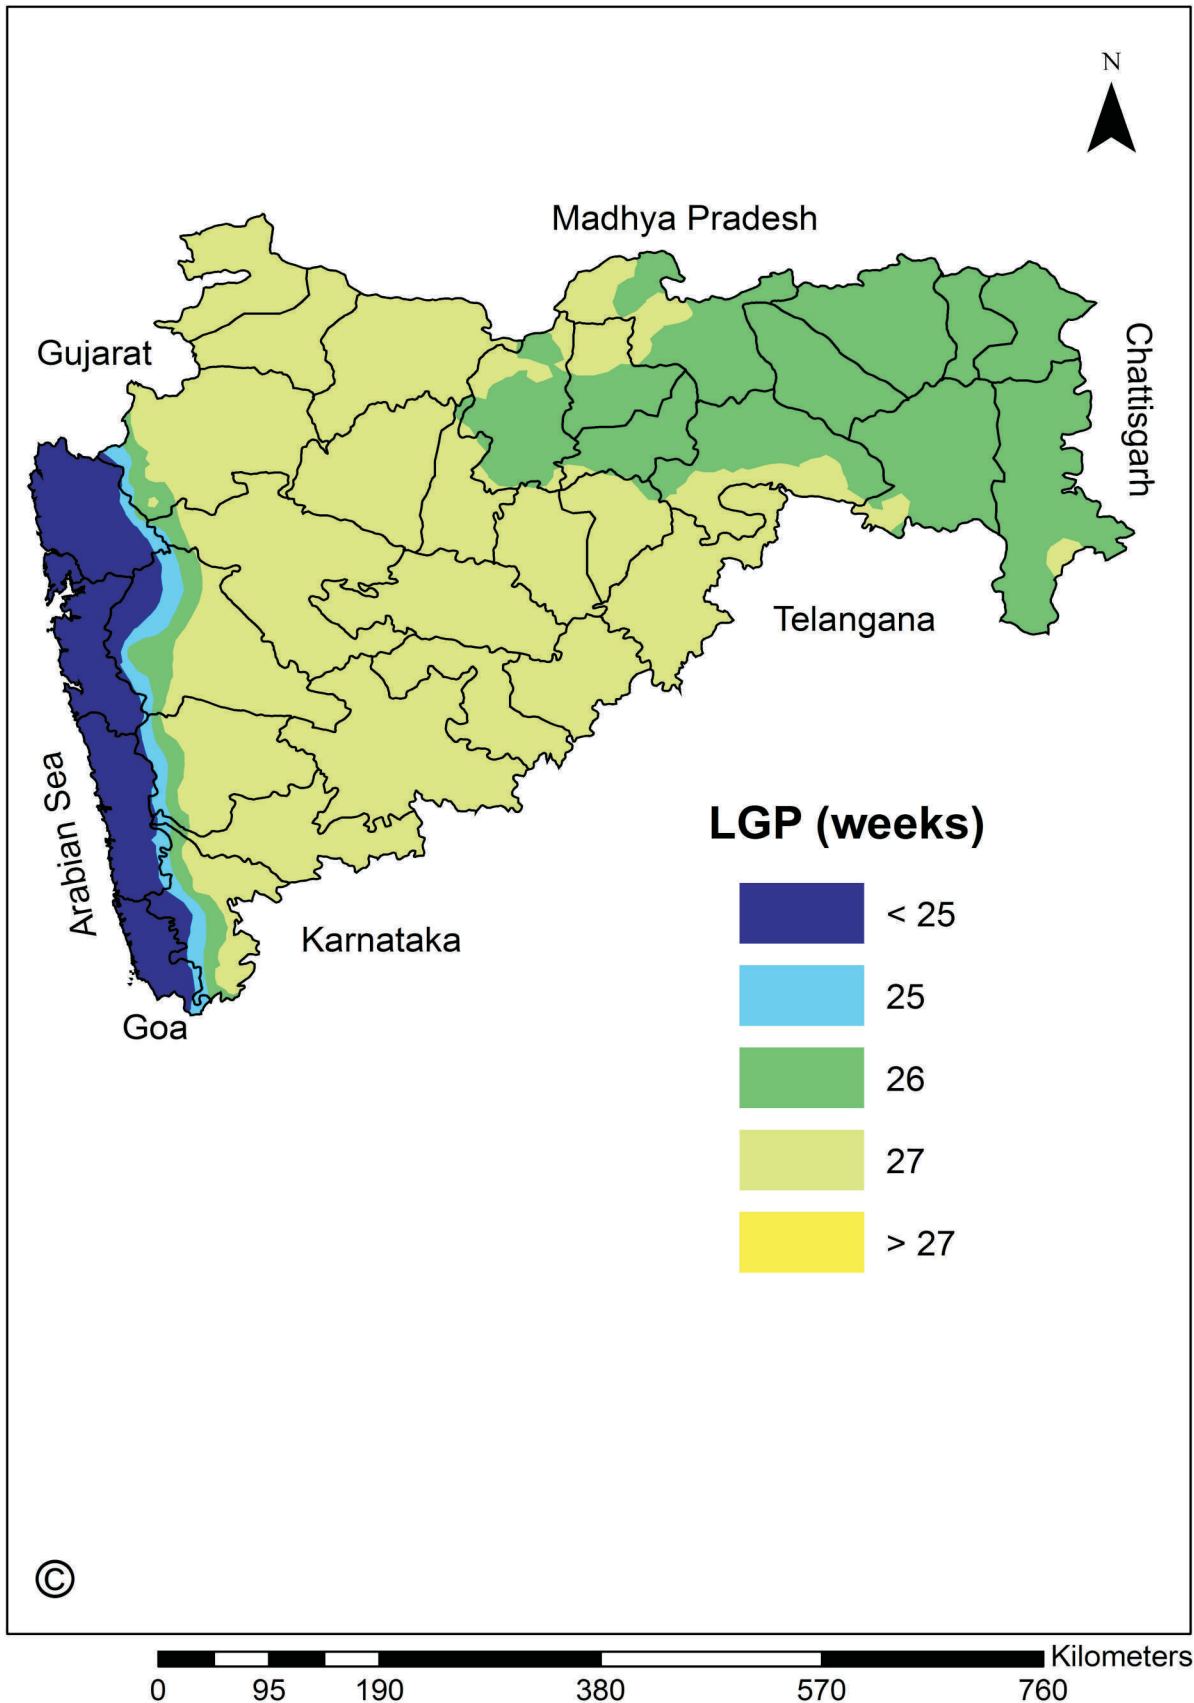 N
Madhya Pradesh
Gujarat
Chattisgarh
Telangana
Arabian Sea
Karnataka
Goa
LGP (weeks)
< 25
25
26
27
> 27
©
Kilometers
0 95 190 380 570 760